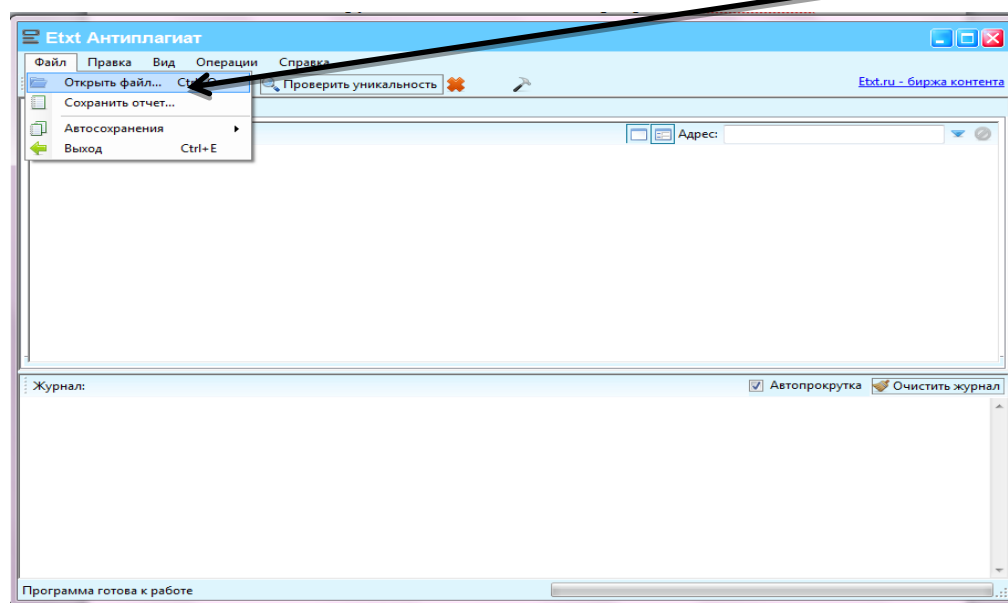 Etxt Антиплагиат
Файл Правка Вид Операции Справка
Открыть файл... Проверить уникальность Etxt.ru - биржа контента
Сохранить отчет...
Автосохранения Адрес:
Выход Ctrl+E
Журнал: Автопрокрутка Очистить журнал
Программа готова к работе